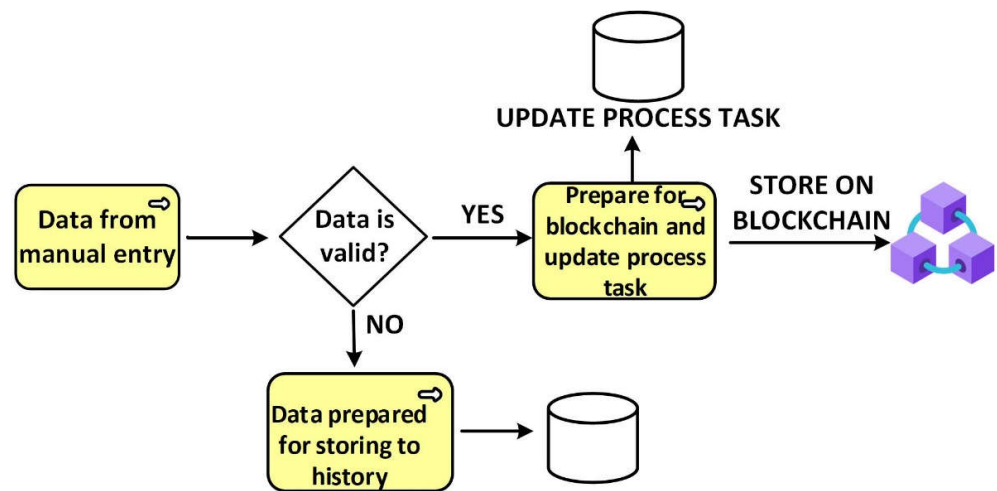 UPDATE PROCESS TASK
Data from
manual entry
Data is
valid?
YES
Prepare for
blockchain and
update process
task
STORE ON
BLOCKCHAIN
NO
Data prepared
for storing to
history